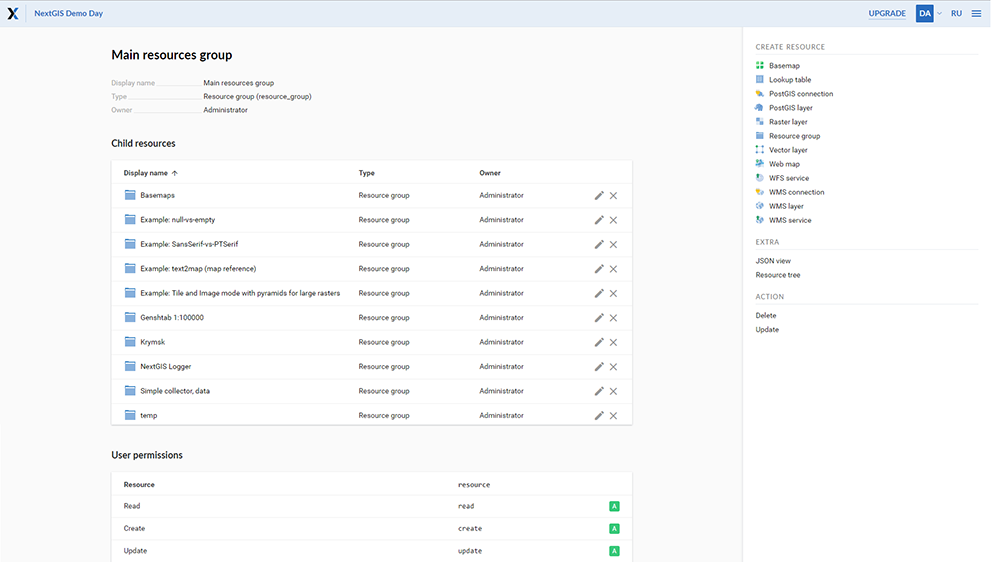 X NextGIS Demo Day UPGRADE DA RU
Main resources group
Display name Main resources group
Type Resource group (resource_group)
Owner Administrator
Child resources
Display name Type Owner
Basemaps Resource group Administrator
Example: null-vs-empty Resource group Administrator
Example: SansSerif-vs-PTSerif Resource group Administrator
Example: text2map (map reference) Resource group Administrator
Example: Tile and Image mode with pyramids for large rasters Resource group Administrator
Genshtab 1:100000 Resource group Administrator
Krymsk Resource group Administrator
NextGIS Logger Resource group Administrator
Simple collector, data Resource group Administrator
temp Resource group Administrator
User permissions
Resource resource
Read read A
Create create A
Update update A
CREATE RESOURCE
Basemap
Lookup table
PostGIS connection
PostGIS layer
Raster layer
Resource group
Vector layer
Web map
WFS service
WMS connection
WMS layer
WMS service
EXTRA
JSON view
Resource tree
ACTION
Delete
Update